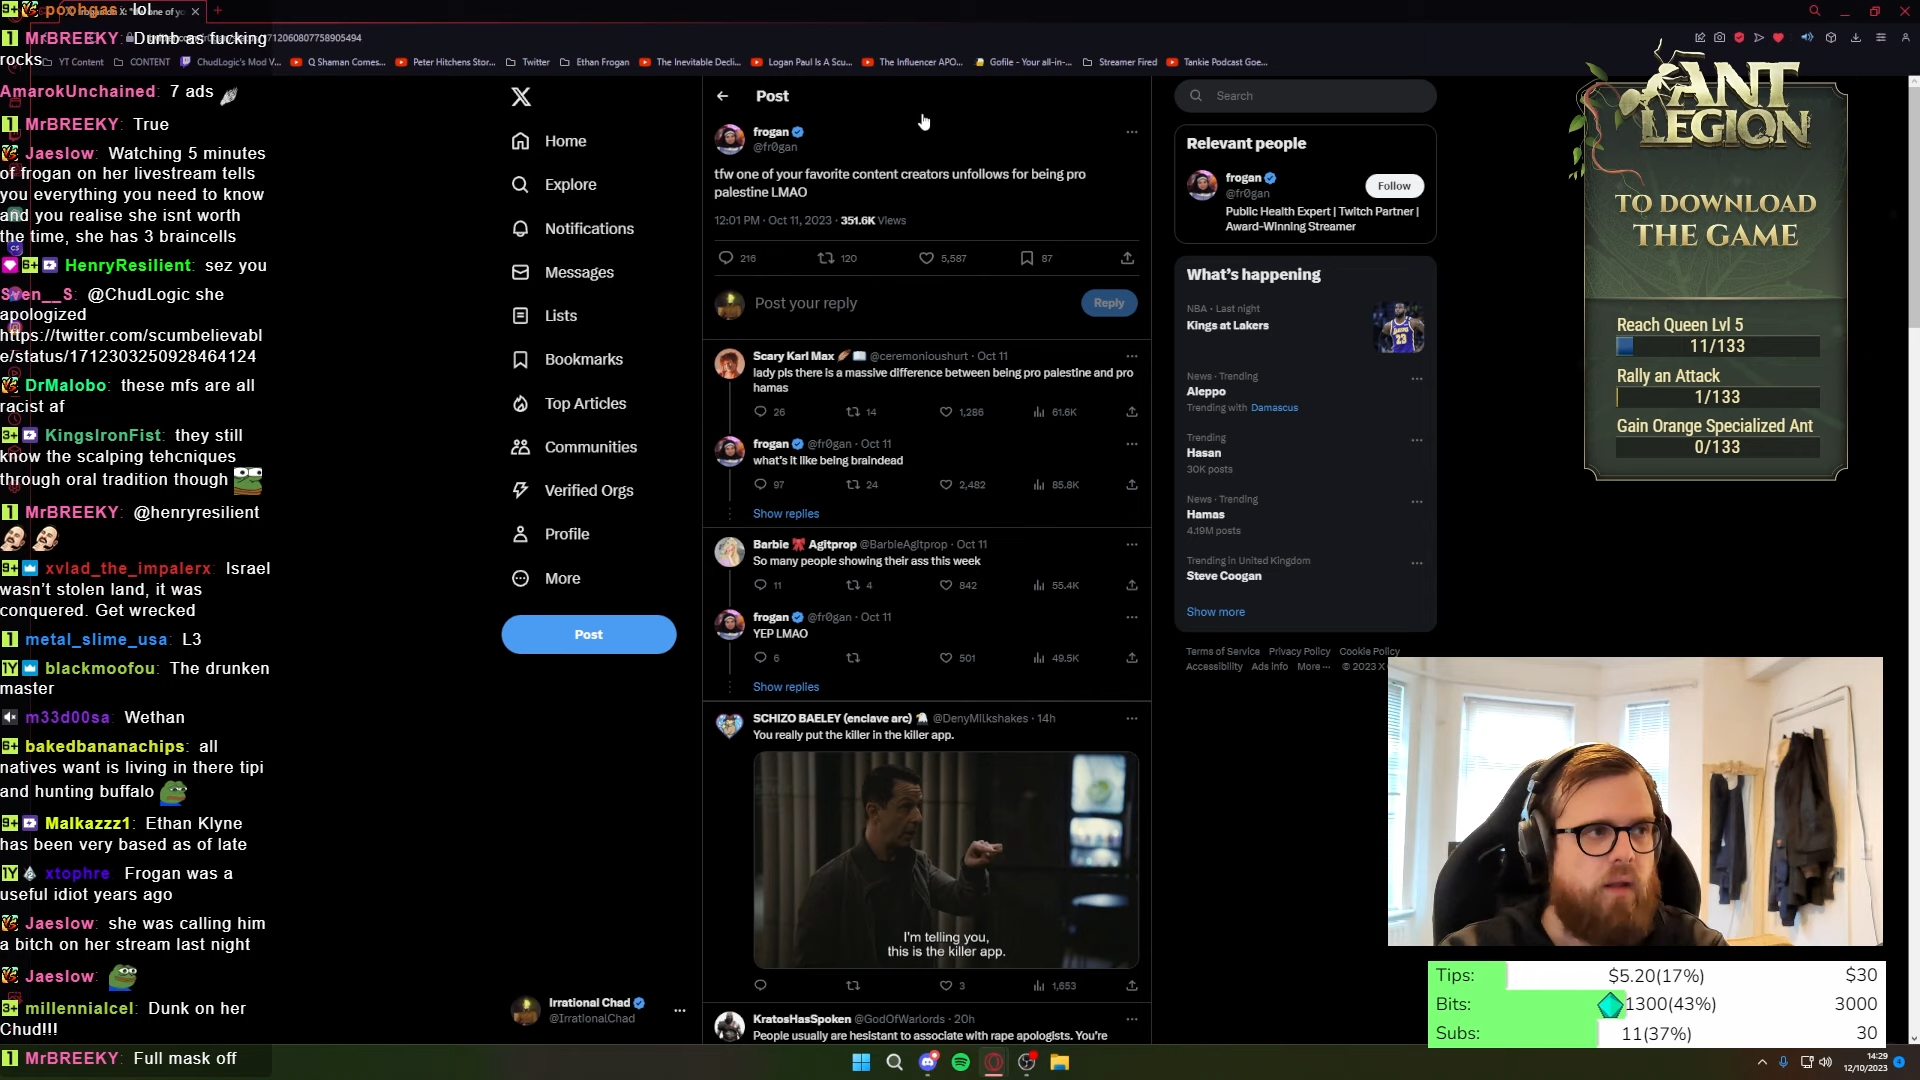 poohgas: lol
1 MrBREEKY: Dumb as fucking
rocks
AmarokUnchained: 7 ads
1 MrBREEKY: True
Jaeslow: Watching 5 minutes
of frogan on her livestream tells
you everything you need to know
and you realise she isnt worth
the time, she has 3 braincells
6+ HenryResilient: sez you
Sven__S: @ChudLogic she
apologized
https://twitter.com/scumbelievabl
e/status/1712303250928464124
DrMalobo: these mfs are all
racist af
3+ KingsIronFist: they still
know the scalping tehcniques
through oral tradition though
1 MrBREEKY: @henryresilient
9+ xvlad_the_impalerx: Israel
wasn't stolen land, it was
conquered. Get wrecked
1 metal_slime_usa: L3
1Y blackmoofou: The drunken
master
m33d00sa: Wethan
6+ bakedbananachips: all
natives want is living in there tipi
and hunting buffalo
9+ Malkazzz1: Ethan Klyne
has been very based as of late
1Y xtophre: Frogan was a
useful idiot years ago
Jaeslow: she was calling him
a bitch on her stream last night
Jaeslow:
3+ millennialcel: Dunk on her
Chud!!!
1 MrBREEKY: Full mask off
YT Content
CONTENT
ChudLogic's Mod V...
Q Shaman Comes...
Peter Hitchens Stor...
Twitter
Ethan Frogan
The Inevitable Decli...
Logan Paul Is A Scu...
The Influencer APO...
Gofile - Your all-in-...
Streamer Fired
Tankie Podcast Goe...
Home
Explore
Notifications
Messages
Lists
Bookmarks
Top Articles
Communities
Verified Orgs
Profile
More
Post
Irrational Chad
@IrrationalChad
Post
frogan
@fr0gan
tfw one of your favorite content creators unfollows for being pro
palestine LMAO
12:01 PM · Oct 11, 2023 · 351.6K Views
216 120 5,587 87
Post your reply
Reply
Scary Karl Max @ceremonioushurt · Oct 11
lady pls there is a massive difference between being pro palestine and pro
hamas
26 14 1,286 61.6K
frogan @fr0gan · Oct 11
what's it like being braindead
97 24 2,482 85.8K
Show replies
Barbie Agitprop @BarbieAgitprop · Oct 11
So many people showing their ass this week
11 4 842 55.4K
frogan @fr0gan · Oct 11
YEP LMAO
6 501 49.5K
Show replies
SCHIZO BAELEY (enclave arc) @DenyMilkshakes · 14h
You really put the killer in the killer app.
I'm telling you,
this is the killer app.
3 1,653
KratosHasSpoken @GodOfWarlords · 20h
People usually are hesistant to associate with rape apologists. You're
Search
Relevant people
frogan
@fr0gan
Follow
Public Health Expert | Twitch Partner |
Award-Winning Streamer
What's happening
NBA · Last night
Kings at Lakers
News · Trending
Aleppo
Trending with Damascus
Trending
Hasan
30K posts
News · Trending
Hamas
4.19M posts
Trending in United Kingdom
Steve Coogan
Show more
Terms of Service Privacy Policy Cookie Policy
Accessibility Ads info More ··· © 2023 X
ANT
LEGION
TO DOWNLOAD
THE GAME
Reach Queen Lvl 5
11/133
Rally an Attack
1/133
Gain Orange Specialized Ant
0/133
Tips: $5.20(17%) $30
Bits: 1300(43%) 3000
Subs: 11(37%) 30
14:29
12/10/2023